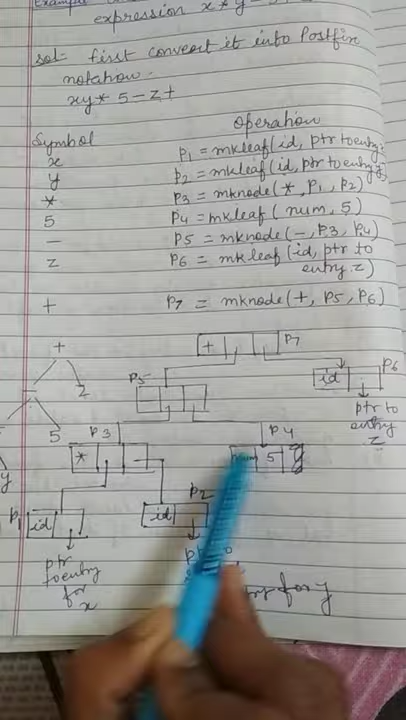 Example
expression x * y - 5 +
sol- first convert it into Postfix
notation.
xy* 5 - z +
Symbol Operation
x P1 = mkleaf (id, ptr to entry
y P2 = mkleaf (id, ptr to entry y)
* P3 = mknode (*, P1, P2)
5 P4 = mkleaf (num, 5)
- P5 = mknode (-, P3, P4)
z P6 = mkleaf (id, ptr to
entry z)
+ P7 = mknode (+, P5, P6)
+ + P7
- z P5 id P6
ptr to
entry
z
5 P3 P4
y * 5
P1 id id P2
ptr
to entry
for
x
for y